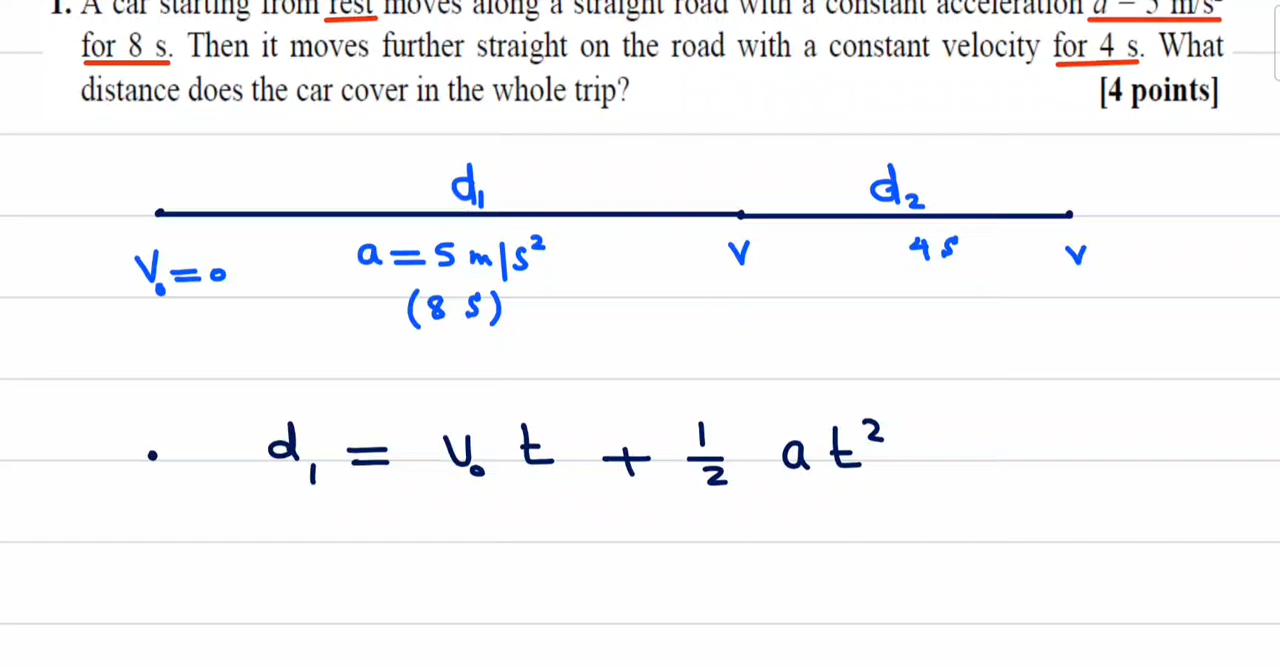 1. A car starting from rest moves along a straight road with a constant acceleration a = 5 m/s²
for 8 s. Then it moves further straight on the road with a constant velocity for 4 s. What
distance does the car cover in the whole trip? [4 points]
d₁ d₂
V₀ = 0 a = 5 m/s² V 4 s V
(8 s)
. d₁ = V₀ t + 1/2 a t²